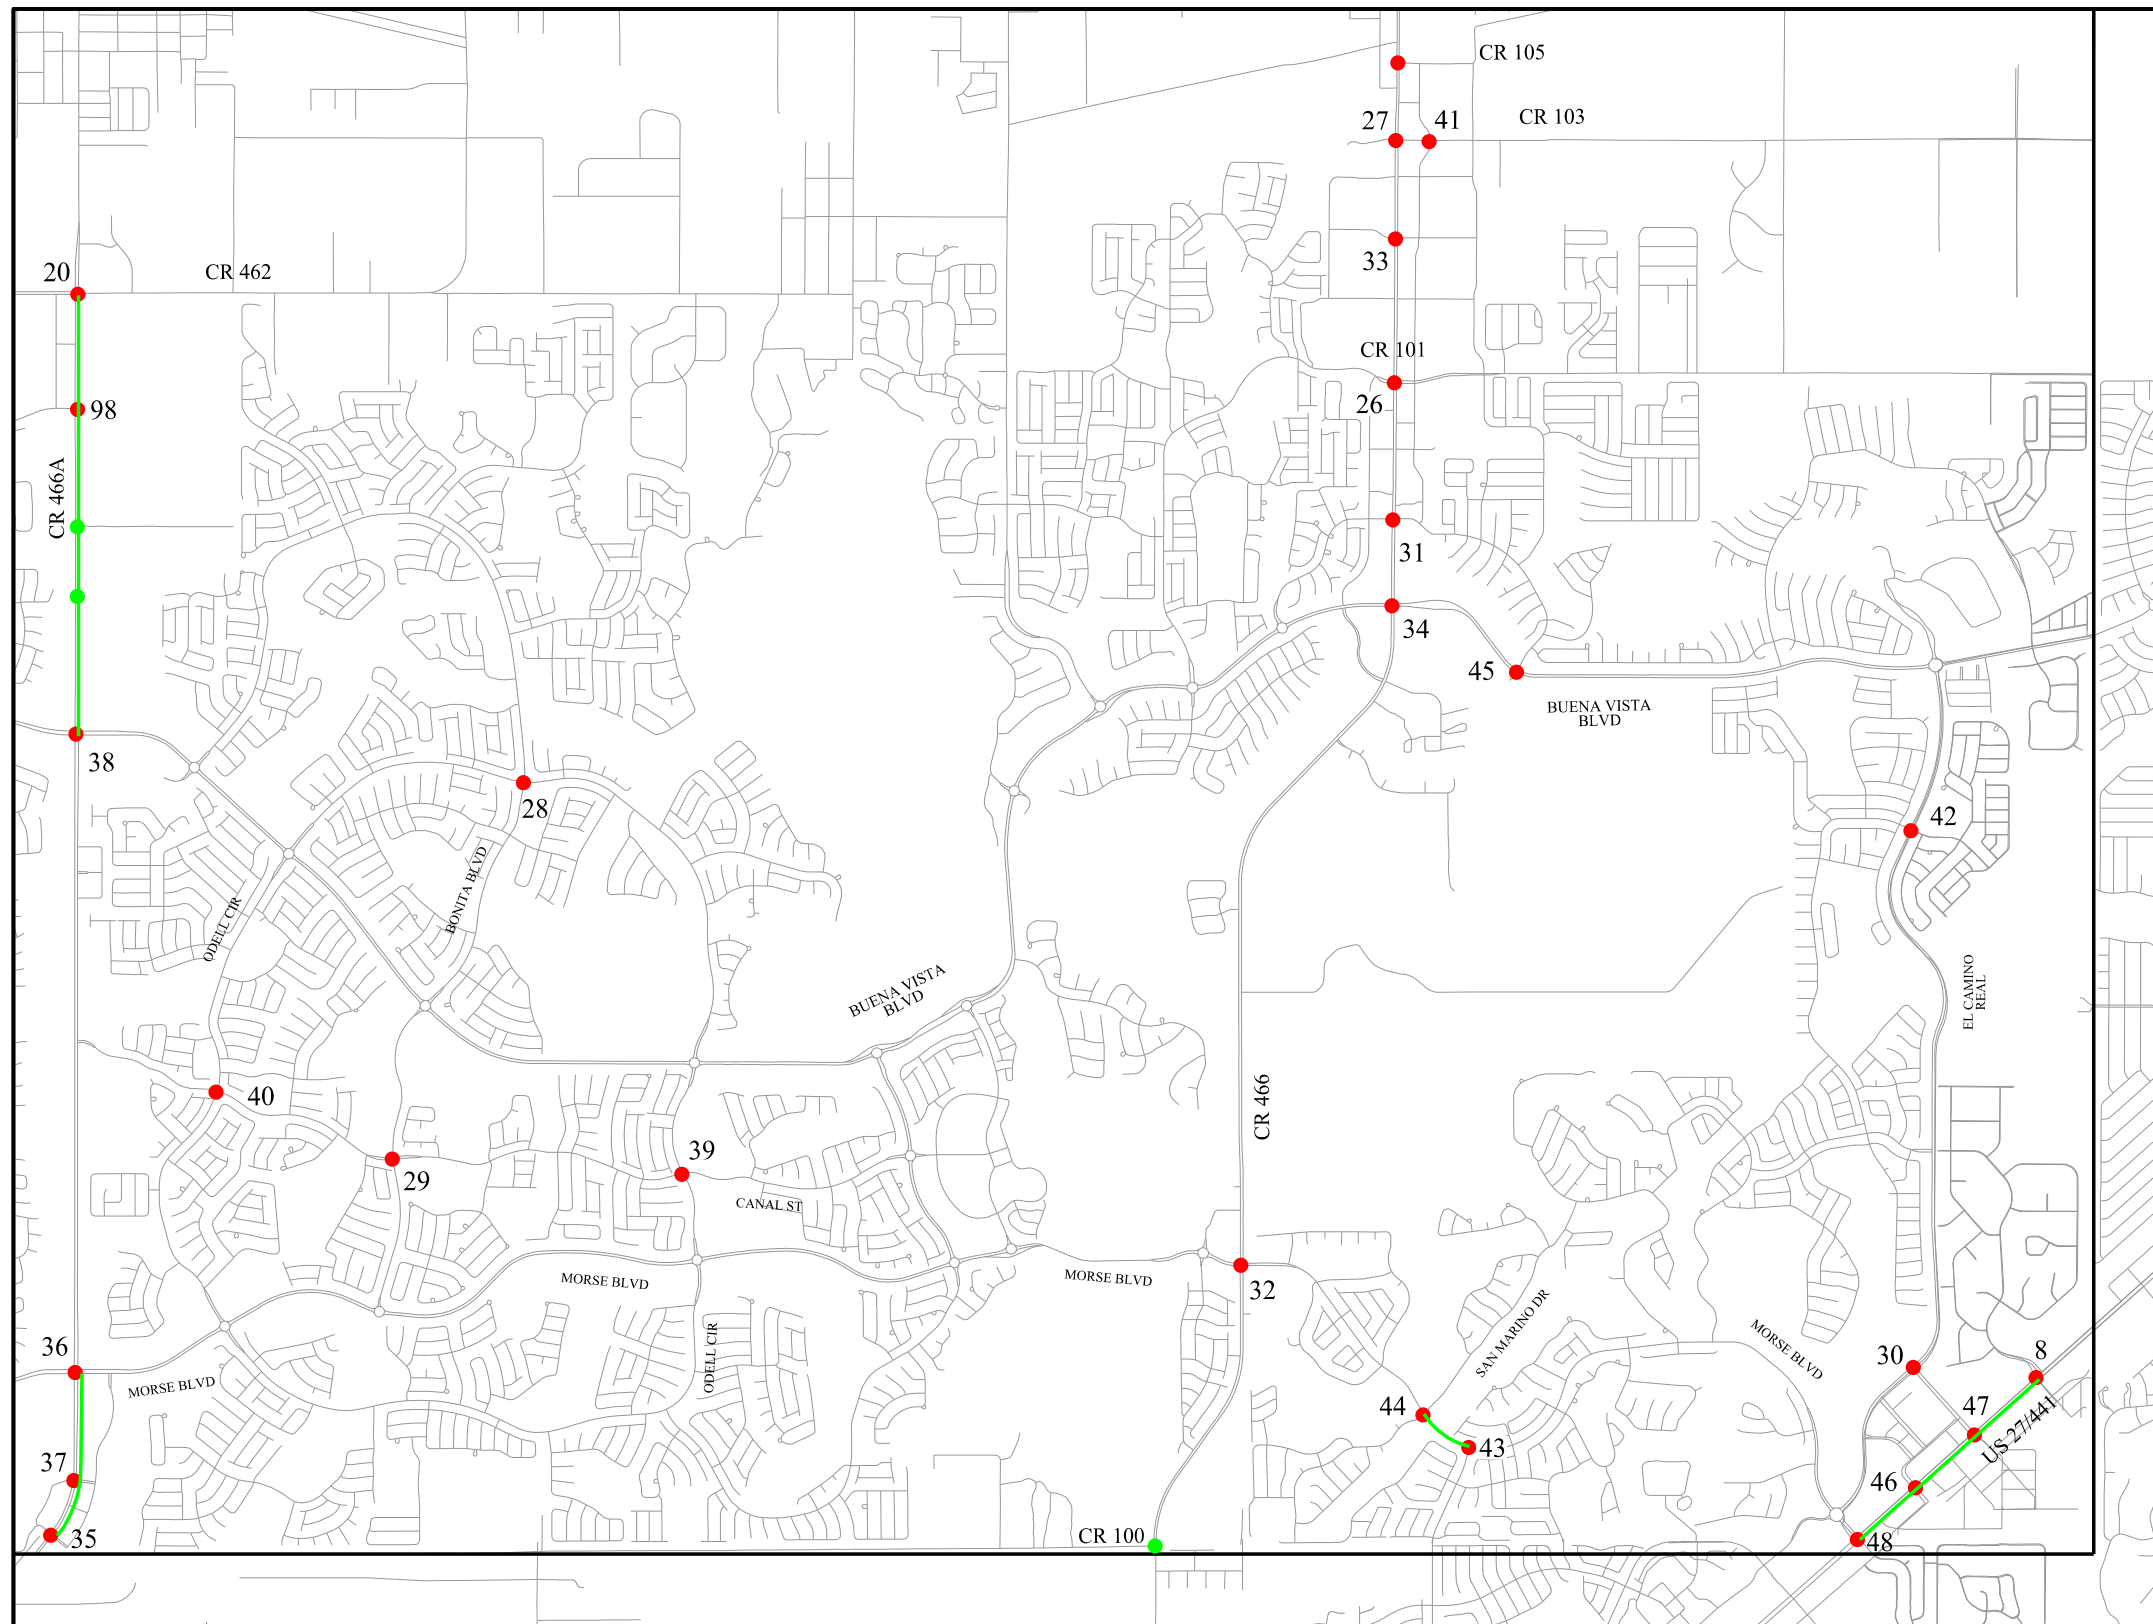 CR 105
27
41
CR 103
33
20
CR 462
CR 101
26
98
CR 466A
31
34
45
BUENA VISTA
BLVD
38
28
42
BONITA BLVD
ODELL CIR
BUENA VISTA
BLVD
EL CAMINO
REAL
40
CR 466
39
29
CANAL ST
MORSE BLVD
MORSE BLVD
32
SAN MARINO DR
MORSE BLVD
36
MORSE BLVD
ODELL CIR
30
8
44
47
43
US 27/441
37
46
35
CR 100
48